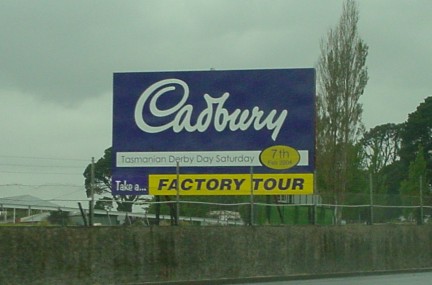 Cadbury
Tasmanian Derby Day Saturday 7th
Take a...
FACTORY TOUR